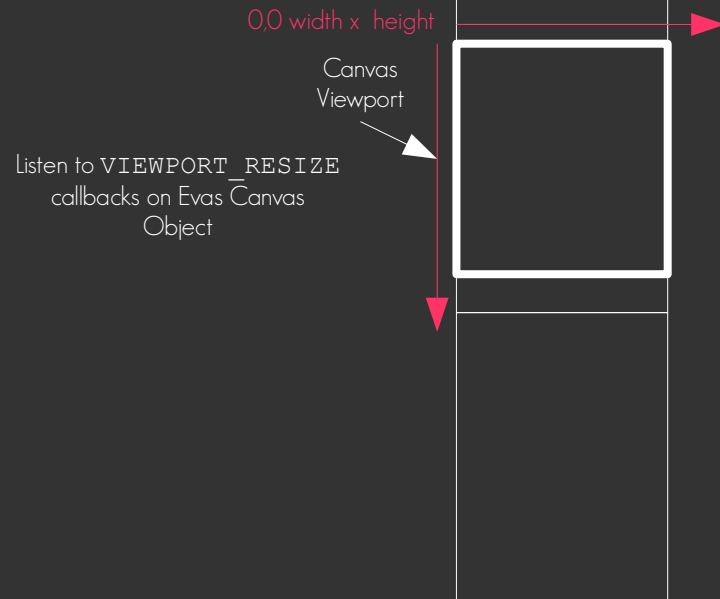 0,0 width x height
Canvas
Viewport
Listen to VIEWPORT_RESIZE
callbacks on Evas Canvas
Object